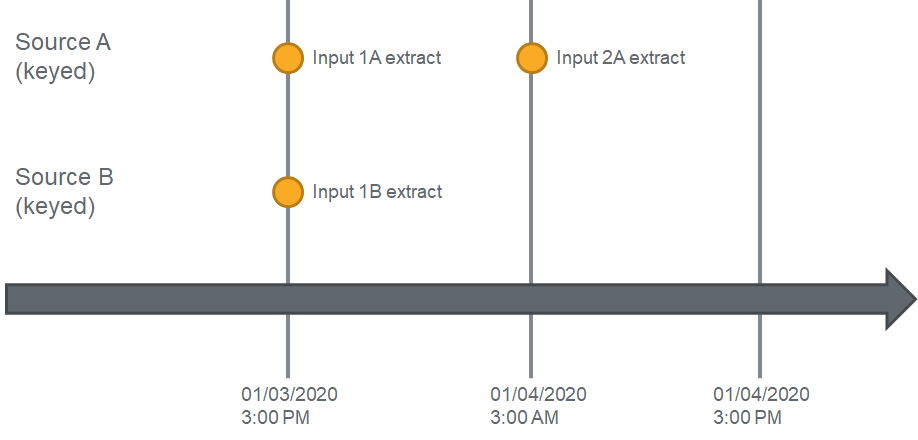 Source A
(keyed)
Input 1A extract
Input 2A extract
Source B
(keyed)
Input 1B extract
01/03/2020
3:00 PM
01/04/2020
3:00 AM
01/04/2020
3:00 PM